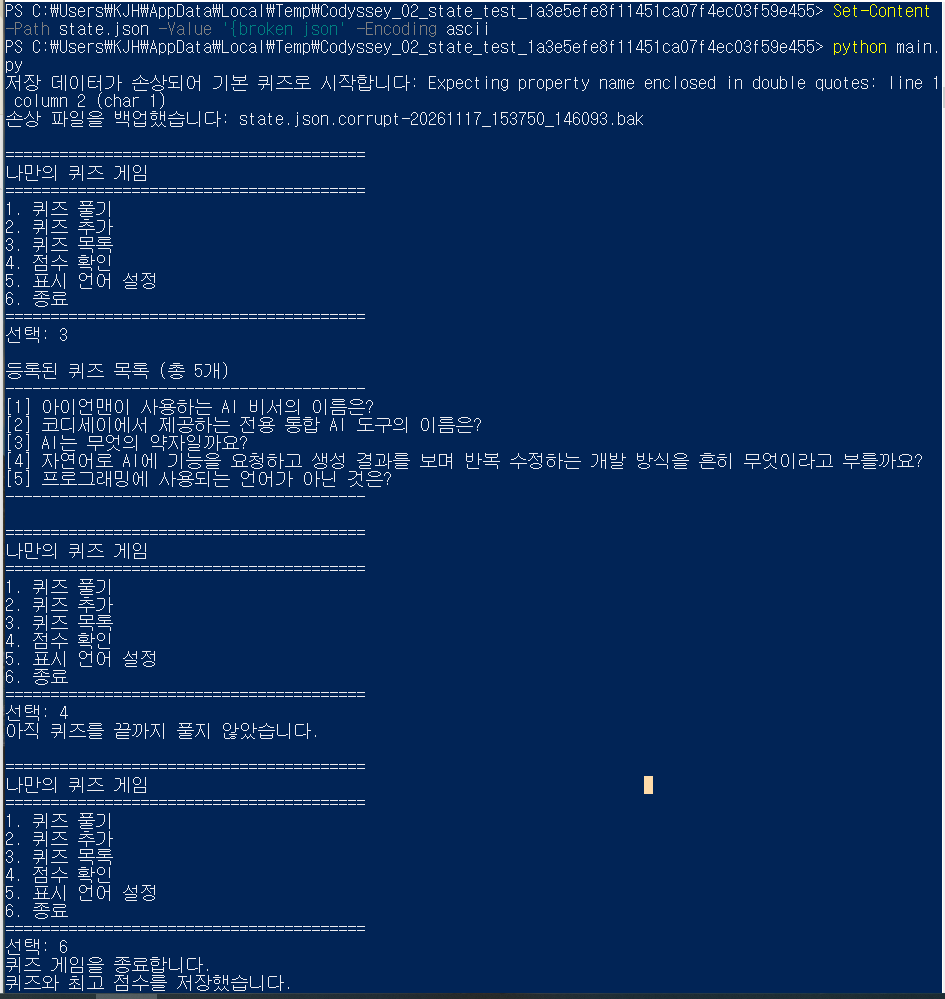 PS C:₩Users₩KJH₩AppData₩Local₩Temp₩Codyssey_02_state_test_1a3e5efe8f11451ca07f4ec03f59e455> Set-Content
-Path state.json -Value '{broken json' -Encoding ascii
PS C:₩Users₩KJH₩AppData₩Local₩Temp₩Codyssey_02_state_test_1a3e5efe8f11451ca07f4ec03f59e455> python main.
py
저장 데이터가 손상되어 기본 퀴즈로 시작합니다: Expecting property name enclosed in double quotes: line 1
 column 2 (char 1)
손상 파일을 백업했습니다: state.json.corrupt-20261117_153750_146093.bak

========================================
나만의 퀴즈 게임
========================================
1. 퀴즈 풀기
2. 퀴즈 추가
3. 퀴즈 목록
4. 점수 확인
5. 표시 언어 설정
6. 종료
========================================
선택: 3

등록된 퀴즈 목록 (총 5개)
----------------------------------------
[1] 아이언맨이 사용하는 AI 비서의 이름은?
[2] 코디세이에서 제공하는 전용 통합 AI 도구의 이름은?
[3] AI는 무엇의 약자일까요?
[4] 자연어로 AI에 기능을 요청하고 생성 결과를 보며 반복 수정하는 개발 방식을 흔히 무엇이라고 부를까요?
[5] 프로그래밍에 사용되는 언어가 아닌 것은?
----------------------------------------

========================================
나만의 퀴즈 게임
========================================
1. 퀴즈 풀기
2. 퀴즈 추가
3. 퀴즈 목록
4. 점수 확인
5. 표시 언어 설정
6. 종료
========================================
선택: 4
아직 퀴즈를 끝까지 풀지 않았습니다.

========================================
나만의 퀴즈 게임
========================================
1. 퀴즈 풀기
2. 퀴즈 추가
3. 퀴즈 목록
4. 점수 확인
5. 표시 언어 설정
6. 종료
========================================
선택: 6
퀴즈 게임을 종료합니다.
퀴즈와 최고 점수를 저장했습니다.